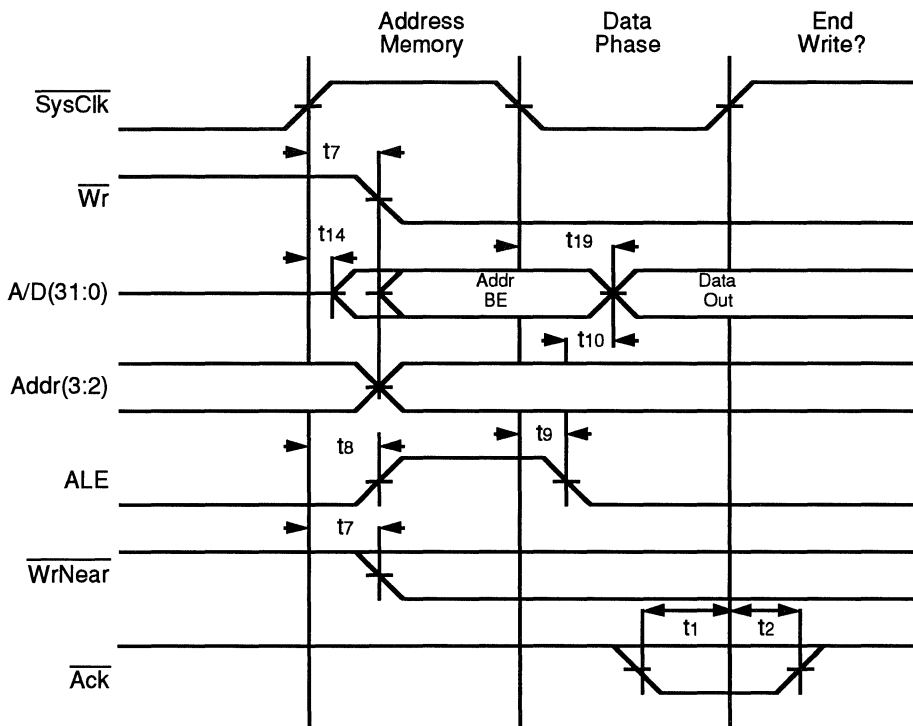 Address
Memory
Data
Phase
End
Write?
SysClk
t7
Wr
t14
t19
A/D(31:0)
Addr
BE
Data
Out
t10
Addr(3:2)
t8
t9
ALE
t7
WrNear
t1
t2
Ack